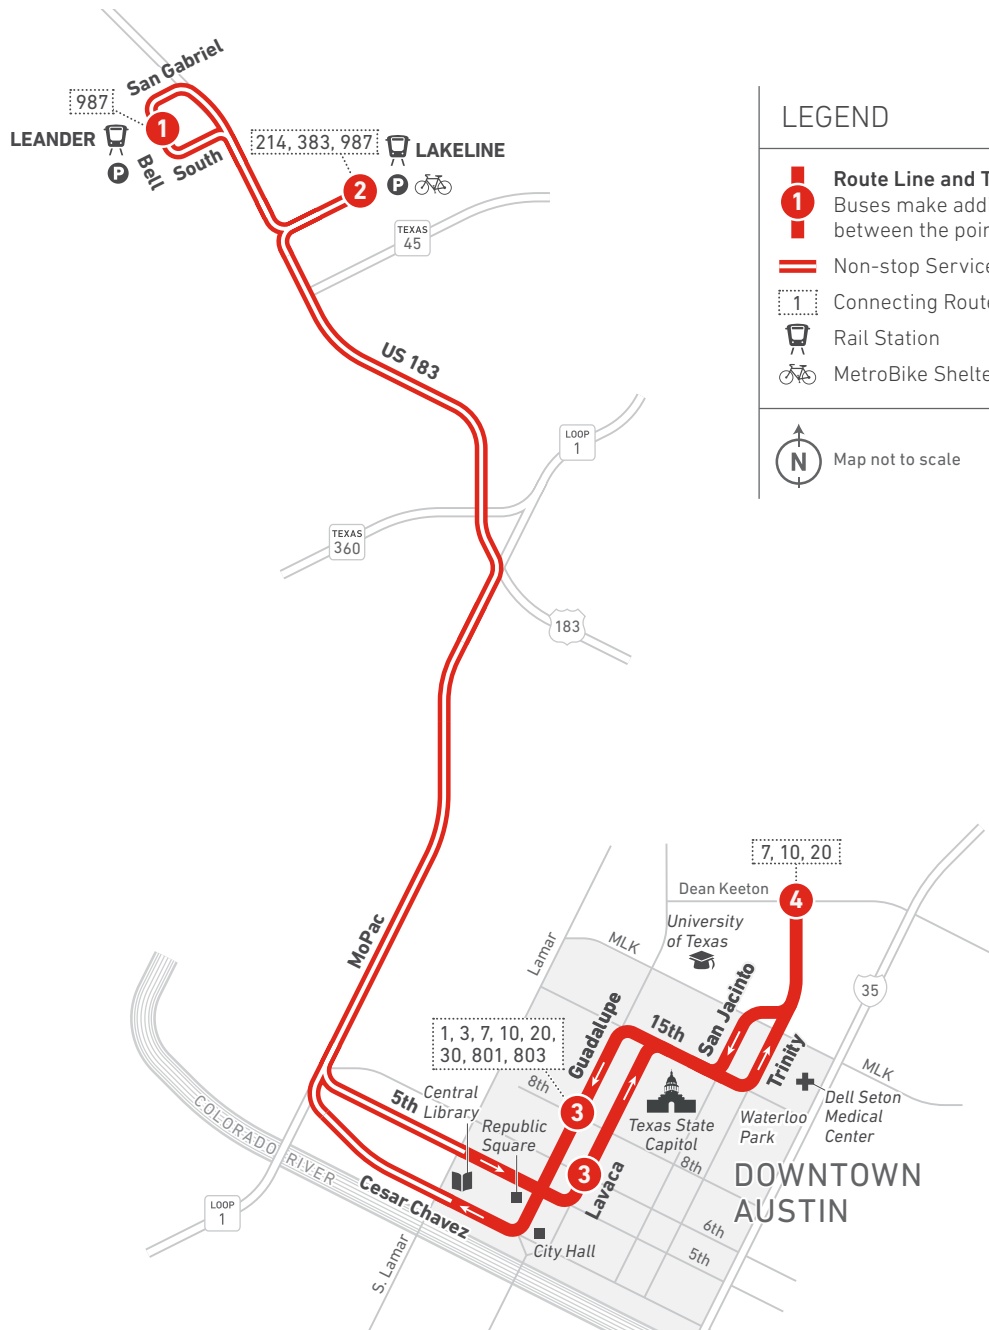 San Gabriel
987
LEANDER
1
P
Bell
South
214, 383, 987
LAKELINE
2
P
TEXAS
45
US 183
LOOP
1
TEXAS
360
183
LEGEND
1
Route Line and T
Buses make add
between the poin
Non-stop Service
1
Connecting Route
Rail Station
MetroBike Shelte
N
Map not to scale
MoPac
7, 10, 20
Dean Keeton
4
University
of Texas
MLK
Lamar
35
San Jacinto
Guadalupe
15th
1, 3, 7, 10, 20,
30, 801, 803
Trinity
MLK
8th
5th
Central
Library
3
Republic
Square
Texas State
Capitol
Waterloo
Park
Dell Seton
Medical
Center
COLORADO RIVER
3
Lavaca
8th
DOWNTOWN
AUSTIN
Cesar Chavez
LOOP
1
6th
5th
City Hall
S. Lamar